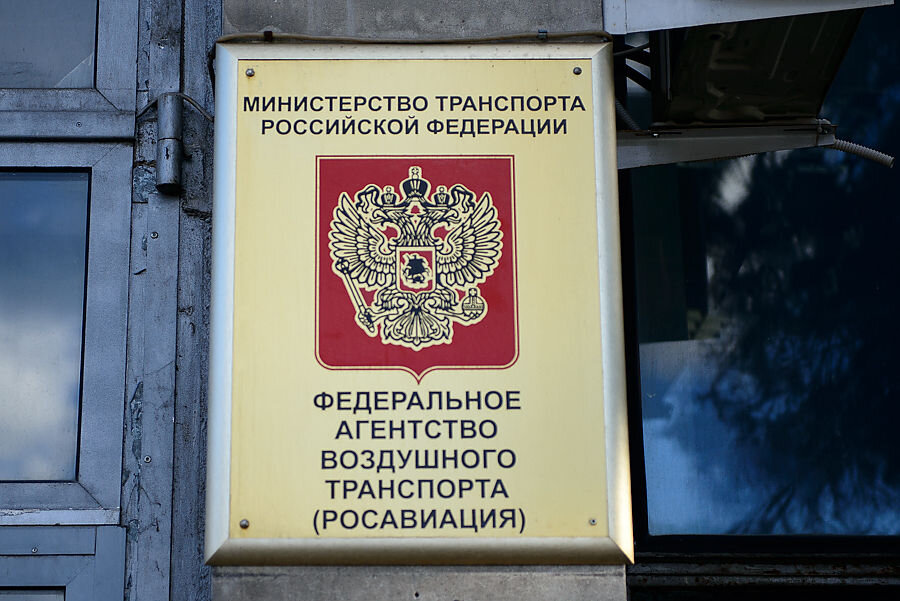 МИНИСТЕРСТВО ТРАНСПОРТА
РОССИЙСКОЙ ФЕДЕРАЦИИ
ФЕДЕРАЛЬНОЕ
АГЕНТСТВО
ВОЗДУШНОГО
ТРАНСПОРТА
(РОСАВИАЦИЯ)